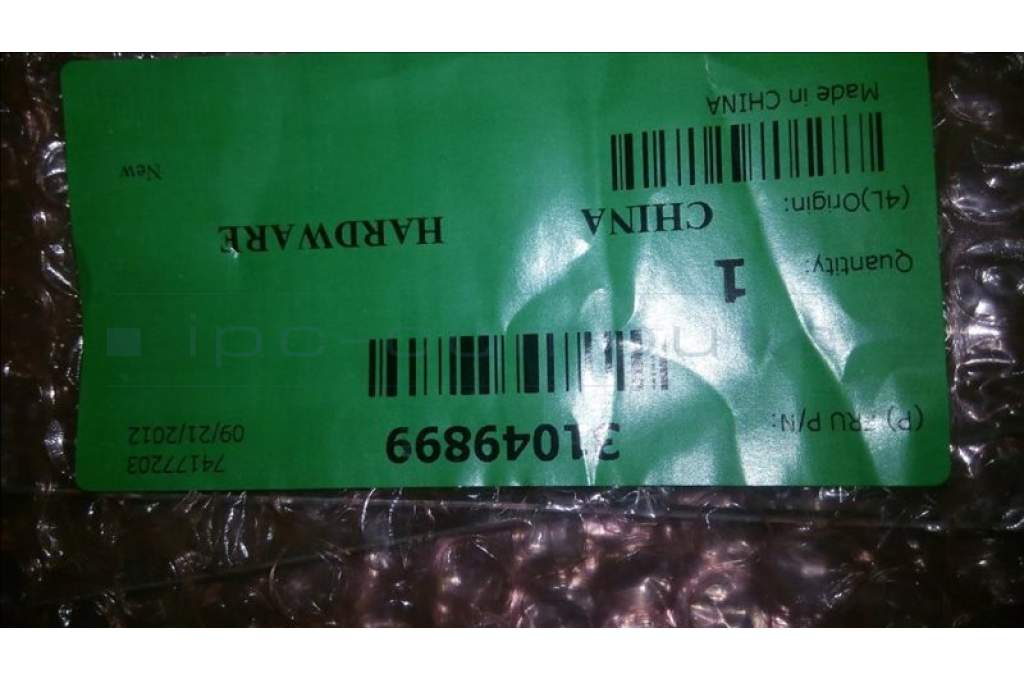 74177203
(P) FRU P/N: 31049899 09/21/2012
Quantity: 1
(4L)Origin: CHINA HARDWARE
New
Made in CHINA